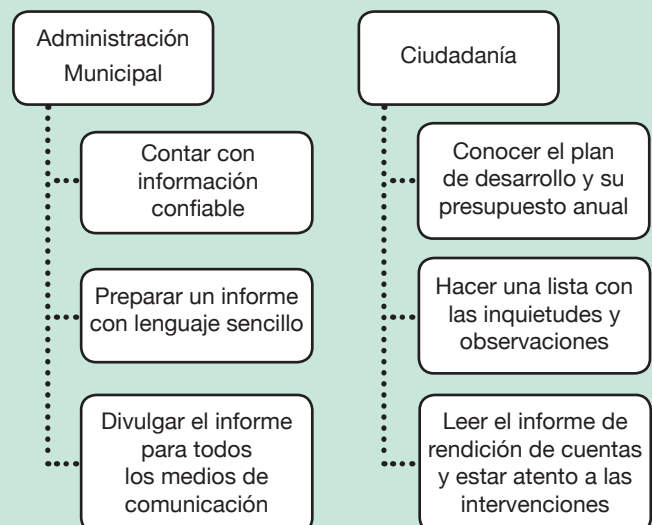 Administración
Municipal
Contar con
información
confiable
Preparar un informe
con lenguaje sencillo
Divulgar el informe
para todos
los medios de
comunicación
Ciudadanía
Conocer el plan
de desarrollo y su
presupuesto anual
Hacer una lista con
las inquietudes y
observaciones
Leer el informe de
rendición de cuentas
y estar atento a las
intervenciones